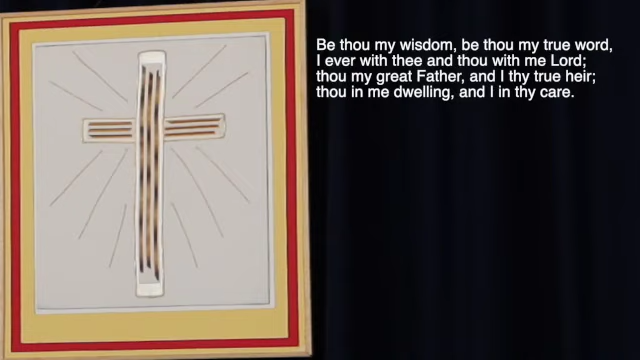 Be thou my wisdom, be thou my true word,
I ever with thee and thou with me Lord;
thou my great Father, and I thy true heir;
thou in me dwelling, and I in thy care.